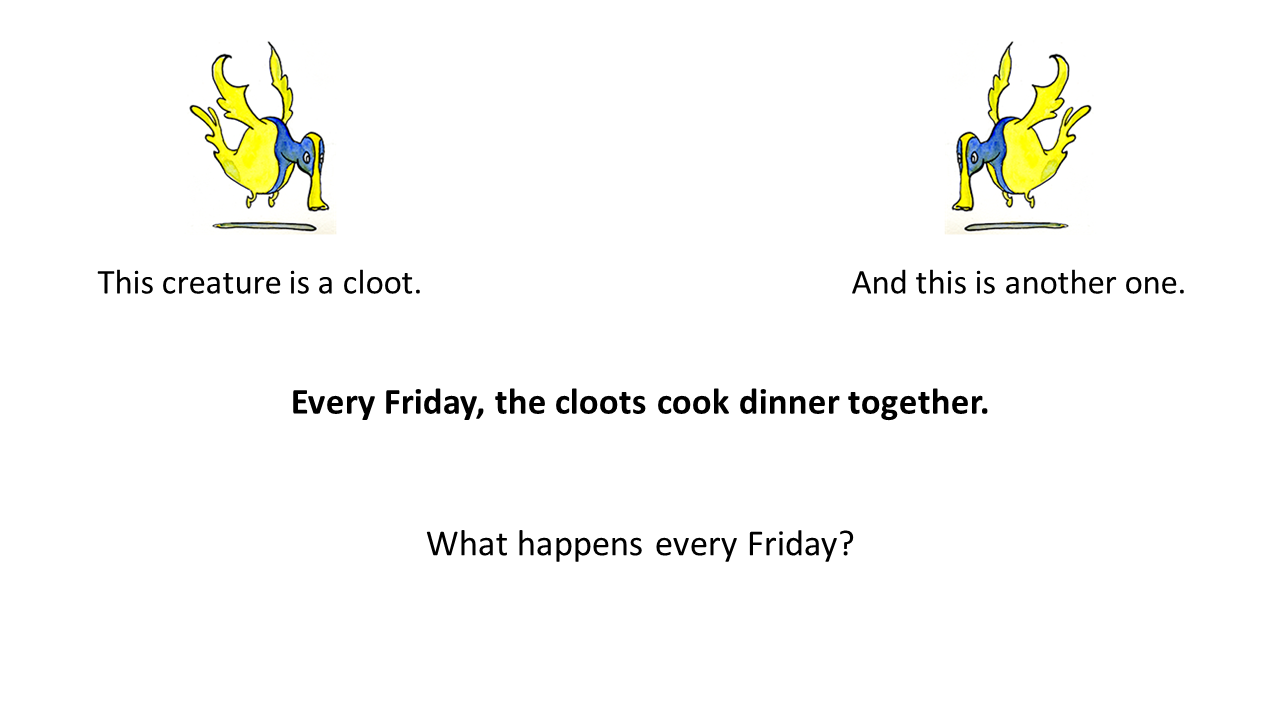 This creature is a cloot.
And this is another one.
Every Friday, the cloots cook dinner together.
What happens every Friday?